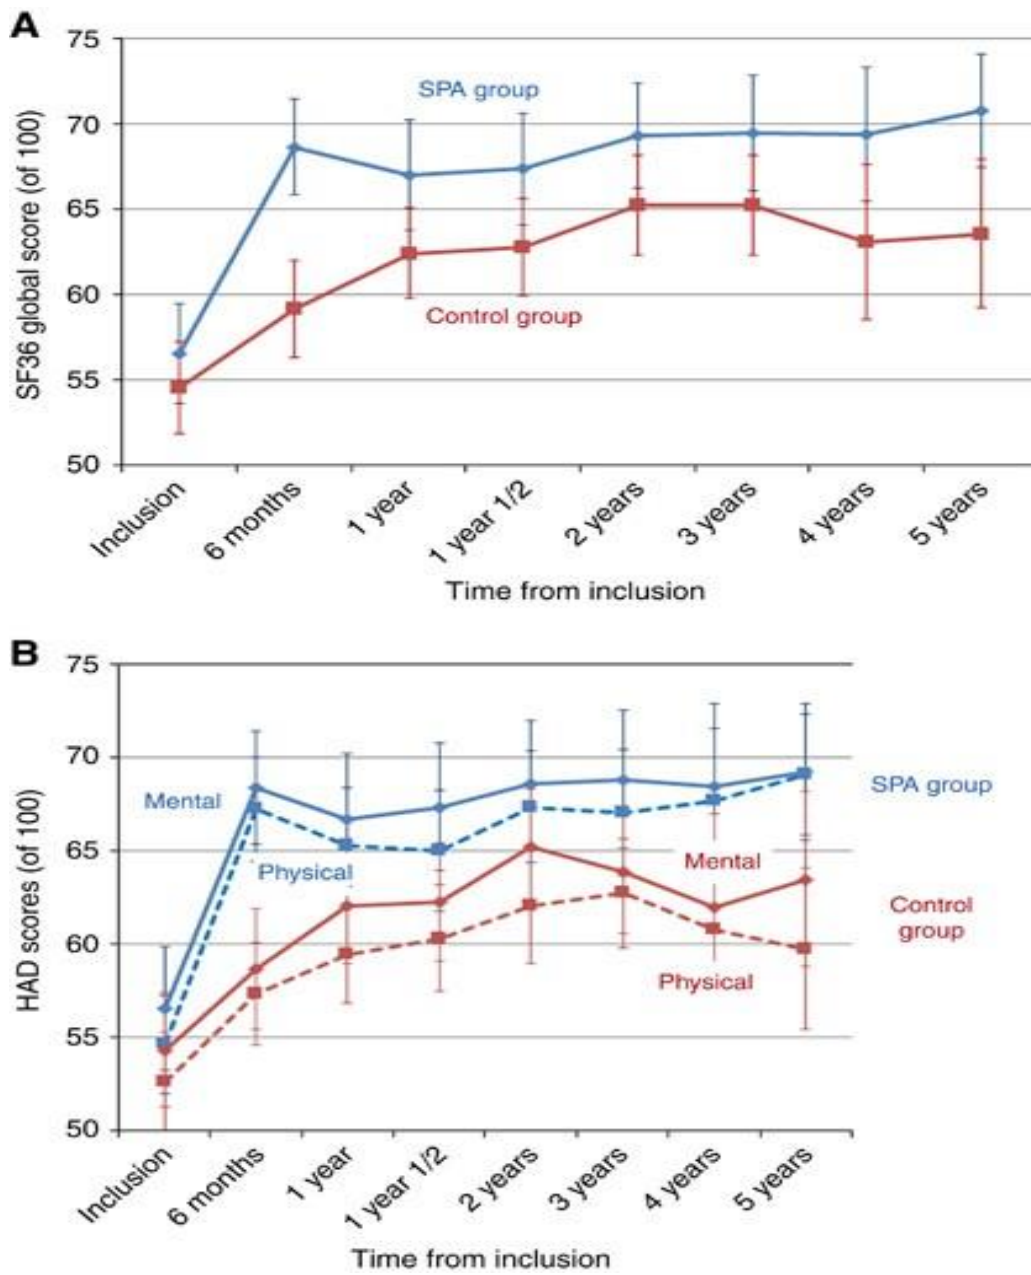 A
75
70
65
60
55
50
SF36 global score (of 100)
SPA group
Control group
Inclusion
6 months
1 year
1 year 1/2
2 years
3 years
4 years
5 years
Time from inclusion
B
75
70
65
60
55
50
HAD scores (of 100)
Mental
Physical
SPA group
Mental
Control
group
Physical
Inclusion
6 months
1 year
1 year 1/2
2 years
3 years
4 years
5 years
Time from inclusion